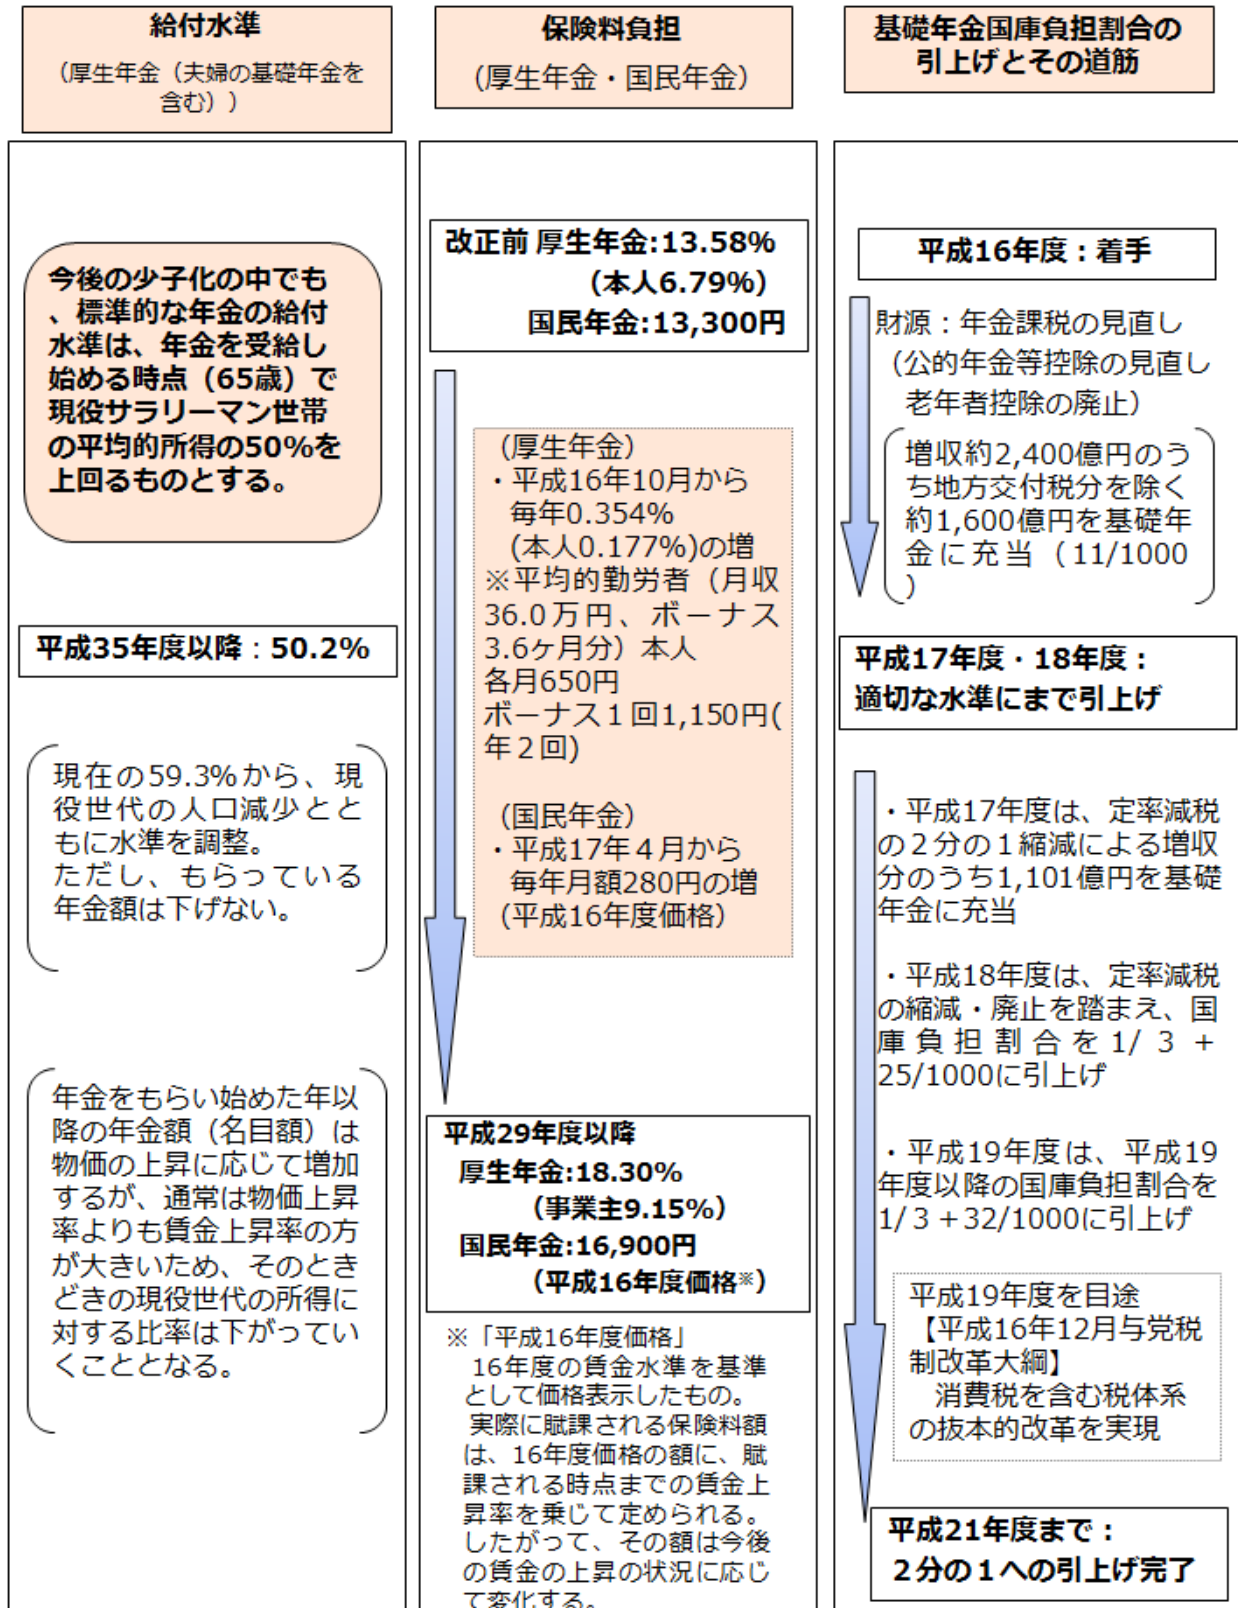 給付水準
（厚生年金（夫婦の基礎年金を
含む））
今後の少子化の中でも
、標準的な年金の給付
水準は、年金を受給し
始める時点（65歳）で
現役サラリーマン世帯
の平均的所得の50%を
上回るものとする。
平成35年度以降：50.2%
現在の59.3%から、現
役世代の人口減少とと
もに水準を調整。
ただし、もらっている
年金額は下げない。
年金をもらい始めた年以
降の年金額（名目額）は
物価の上昇に応じて増加
するが、通常は物価上昇
率よりも賃金上昇率の方
が大きいため、そのとき
どきの現役世代の所得に
対する比率は下がってい
くこととなる。
保険料負担
（厚生年金・国民年金）
改正前 厚生年金:13.58%
（本人6.79%）
国民年金:13,300円
（厚生年金）
・平成16年10月から
毎年0.354%
(本人0.177%)の増
※平均的勤労者（月収
36.0万円、ボーナス
3.6ヶ月分）本人
各月650円
ボーナス１回1,150円(
年２回)
（国民年金）
・平成17年４月から
毎年月額280円の増
（平成16年度価格）
平成29年度以降
厚生年金:18.30%
（事業主9.15%）
国民年金:16,900円
（平成16年度価格※）
※「平成16年度価格」
16年度の賃金水準を基準
として価格表示したもの。
実際に賦課される保険料額
は、16年度価格の額に、賦
課される時点までの賃金上
昇率を乗じて定められる。
したがって、その額は今後
の賃金の上昇の状況に応じ
て変化する。
基礎年金国庫負担割合の
引上げとその道筋
平成16年度：着手
財源：年金課税の見直し
（公的年金等控除の見直し
老年者控除の廃止）
増収約2,400億円のう
ち地方交付税分を除く
約1,600億円を基礎年
金に充当（11/1000
）
平成17年度・18年度：
適切な水準にまで引上げ
・平成17年度は、定率減税
の２分の１縮減による増収
分のうち1,101億円を基礎
年金に充当
・平成18年度は、定率減税
の縮減・廃止を踏まえ、国
庫負担割合を1/３＋
25/1000に引上げ
・平成19年度は、平成19
年度以降の国庫負担割合を
1/３+32/1000に引上げ
平成19年度を目途
【平成16年12月与党税
制改革大綱】
消費税を含む税体系
の抜本的改革を実現
平成21年度まで：
２分の１への引上げ完了